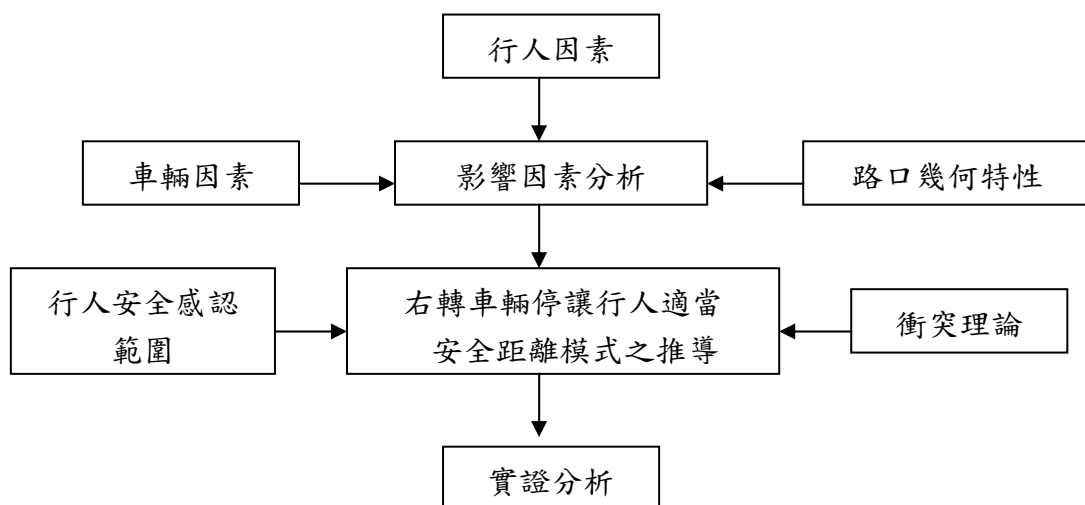 行人因素
車輛因素
影響因素分析
路口幾何特性
行人安全感認
範圍
右轉車輛停讓行人適當
安全距離模式之推導
衝突理論
實證分析